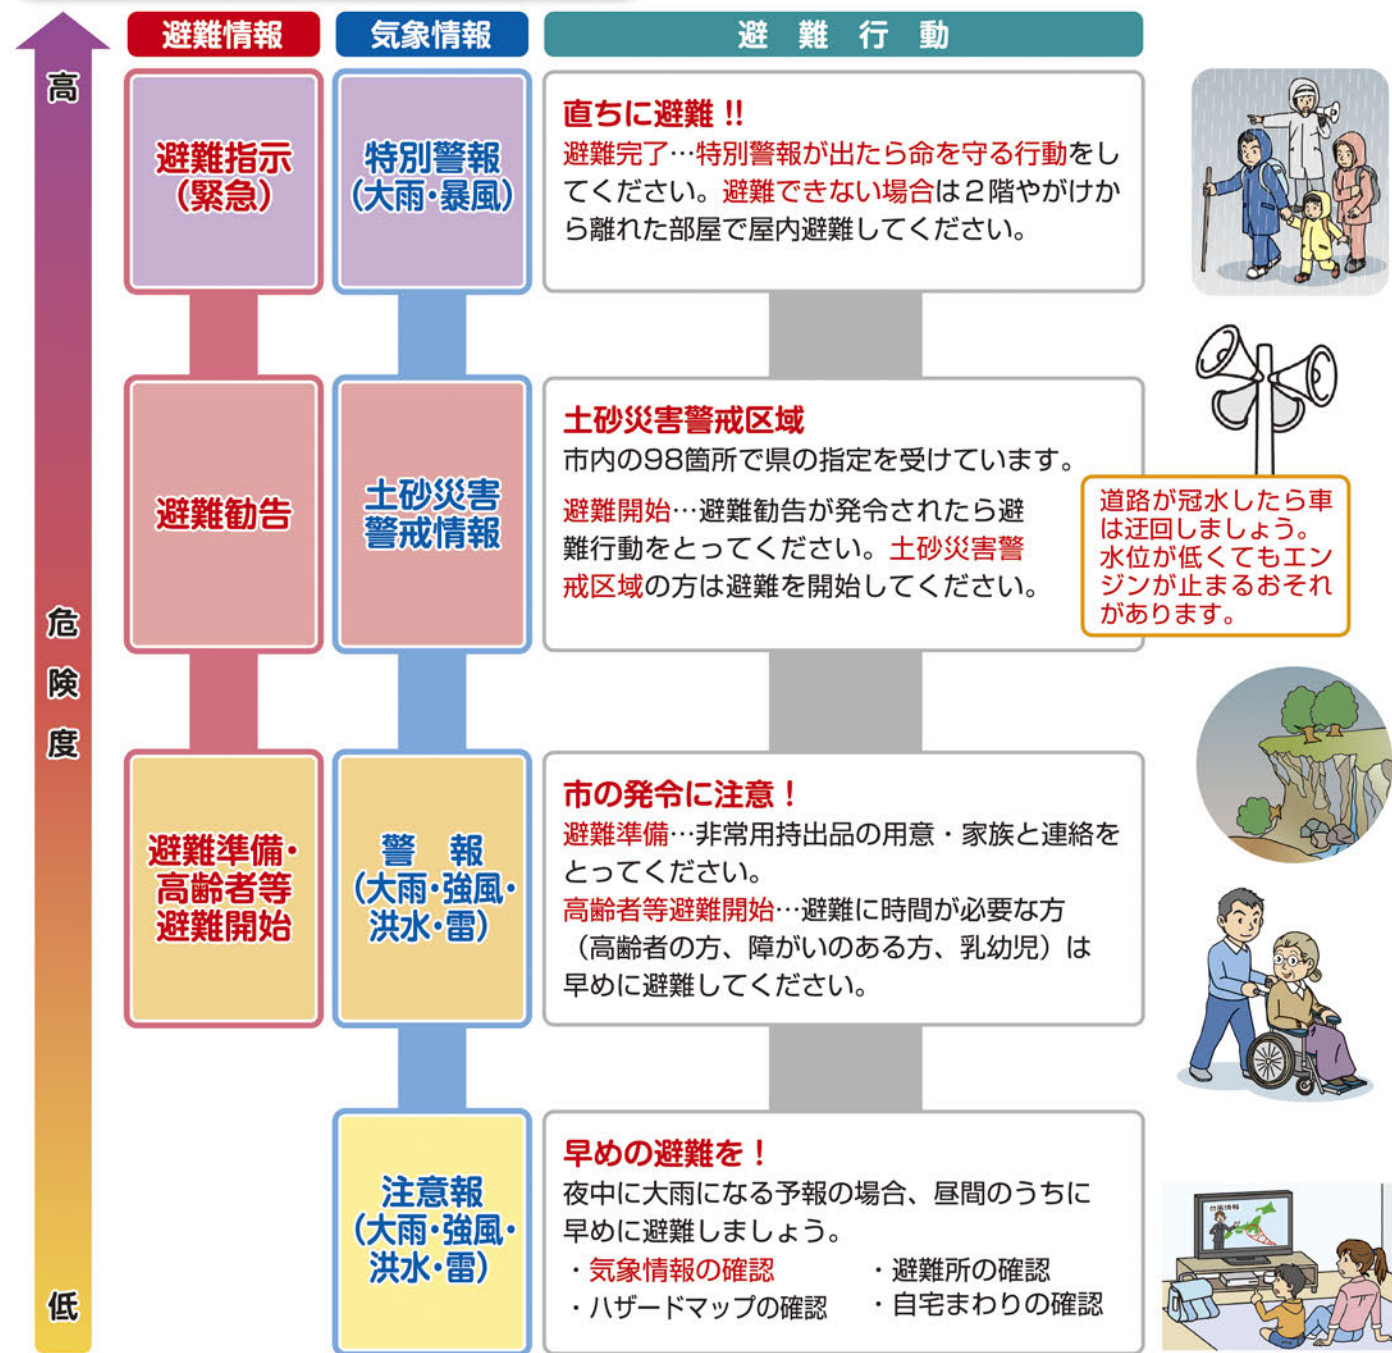 避難情報
気象情報
避難行動
高
危険度
低
避難指示
(緊急)
特別警報
(大雨・暴風)
直ちに避難!!
避難完了…特別警報が出たら命を守る行動をし
てください。避難できない場合は2階やがけか
ら離れた部屋で屋内避難してください。
避難勧告
土砂災害
警戒情報
土砂災害警戒区域
市内の98箇所で県の指定を受けています。
避難開始…避難勧告が発令されたら避
難行動をとってください。土砂災害警
戒区域の方は避難を開始してください。
道路が冠水したら車
は迂回しましょう。
水位が低くてもエン
ジンが止まるおそれ
があります。
避難準備・
高齢者等
避難開始
警 報
(大雨・強風・
洪水・雷)
市の発令に注意!
避難準備…非常用持出品の用意・家族と連絡を
とってください。
高齢者等避難開始…避難に時間が必要な方
(高齢者の方、障がいのある方、乳幼児)は
早めに避難してください。
注意報
(大雨・強風・
洪水・雷)
早めの避難を!
夜中に大雨になる予報の場合、昼間のうちに
早めに避難しましょう。
・気象情報の確認 ・避難所の確認
・ハザードマップの確認 ・自宅まわりの確認
台風情報